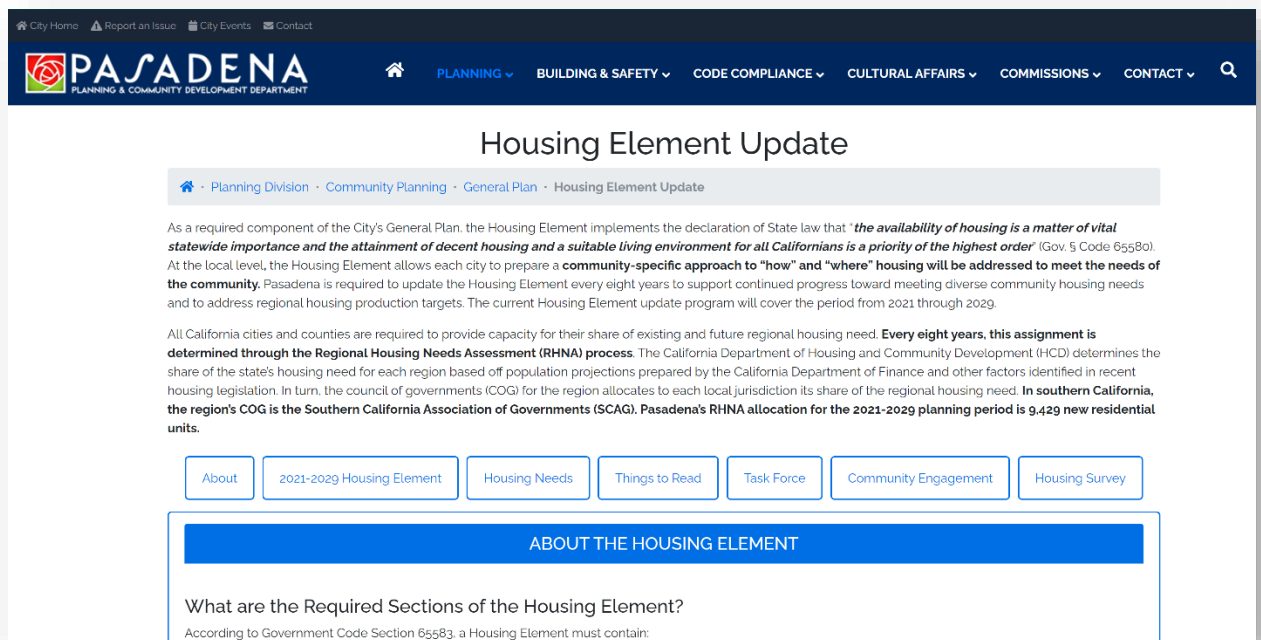 City Home Report an Issue City Events Contact
PASADENA
PLANNING & COMMUNITY DEVELOPMENT DEPARTMENT
PLANNING BUILDING & SAFETY CODE COMPLIANCE CULTURAL AFFAIRS COMMISSIONS CONTACT
Housing Element Update
· Planning Division · Community Planning · General Plan · Housing Element Update
As a required component of the City's General Plan, the Housing Element implements the declaration of State law that "the availability of housing is a matter of vital
statewide importance and the attainment of decent housing and a suitable living environment for all Californians is a priority of the highest order" (Gov. § Code 65580).
At the local level, the Housing Element allows each city to prepare a community-specific approach to "how" and "where" housing will be addressed to meet the needs of
the community. Pasadena is required to update the Housing Element every eight years to support continued progress toward meeting diverse community housing needs
and to address regional housing production targets. The current Housing Element update program will cover the period from 2021 through 2029.
All California cities and counties are required to provide capacity for their share of existing and future regional housing need. Every eight years, this assignment is
determined through the Regional Housing Needs Assessment (RHNA) process. The California Department of Housing and Community Development (HCD) determines the
share of the state's housing need for each region based off population projections prepared by the California Department of Finance and other factors identified in recent
housing legislation. In turn, the council of governments (COG) for the region allocates to each local jurisdiction its share of the regional housing need. In southern California,
the region's COG is the Southern California Association of Governments (SCAG). Pasadena's RHNA allocation for the 2021-2029 planning period is 9,429 new residential
units.
About 2021-2029 Housing Element Housing Needs Things to Read Task Force Community Engagement Housing Survey
ABOUT THE HOUSING ELEMENT
What are the Required Sections of the Housing Element?
According to Government Code Section 65583, a Housing Element must contain: